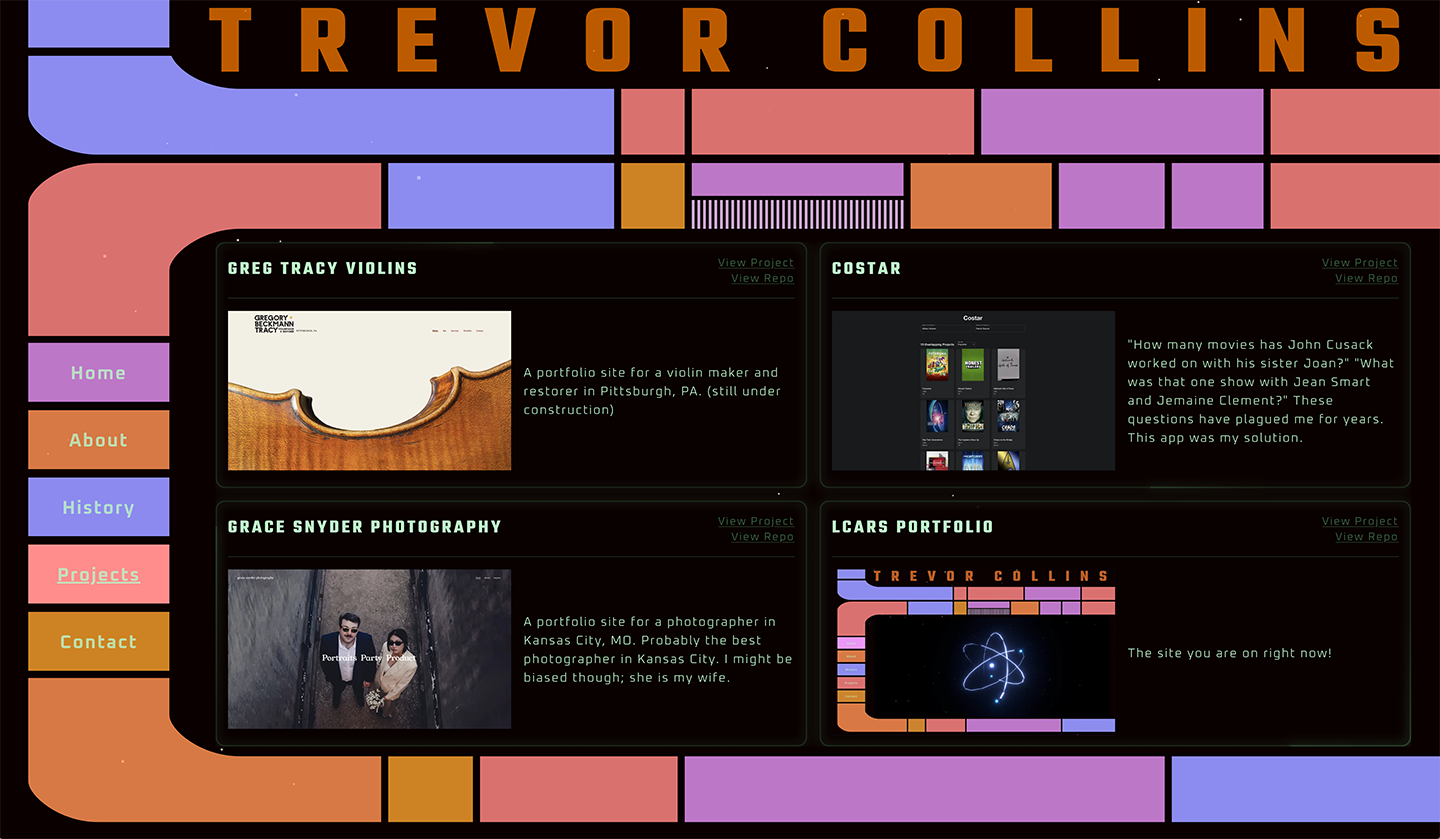 TREVOR COLLINS
Home
About
History
Projects
Contact
GREG TRACY VIOLINS
View Project
View Repo
GREGORY
BECKMANN
TRACY
PITTSBURGH, PA
A portfolio site for a violin maker and
restorer in Pittsburgh, PA. (still under
construction)
COSTAR
View Project
View Repo
Costar
"How many movies has John Cusack
worked on with his sister Joan?" "What
was that one show with Jean Smart
and Jemaine Clement?" These
questions have plagued me for years.
This app was my solution.
GRACE SNYDER PHOTOGRAPHY
View Project
View Repo
grace snyder photography
Portraits Party Product
A portfolio site for a photographer in
Kansas City, MO. Probably the best
photographer in Kansas City. I might be
biased though; she is my wife.
LCARS PORTFOLIO
View Project
View Repo
TREVOR COLLINS
The site you are on right now!